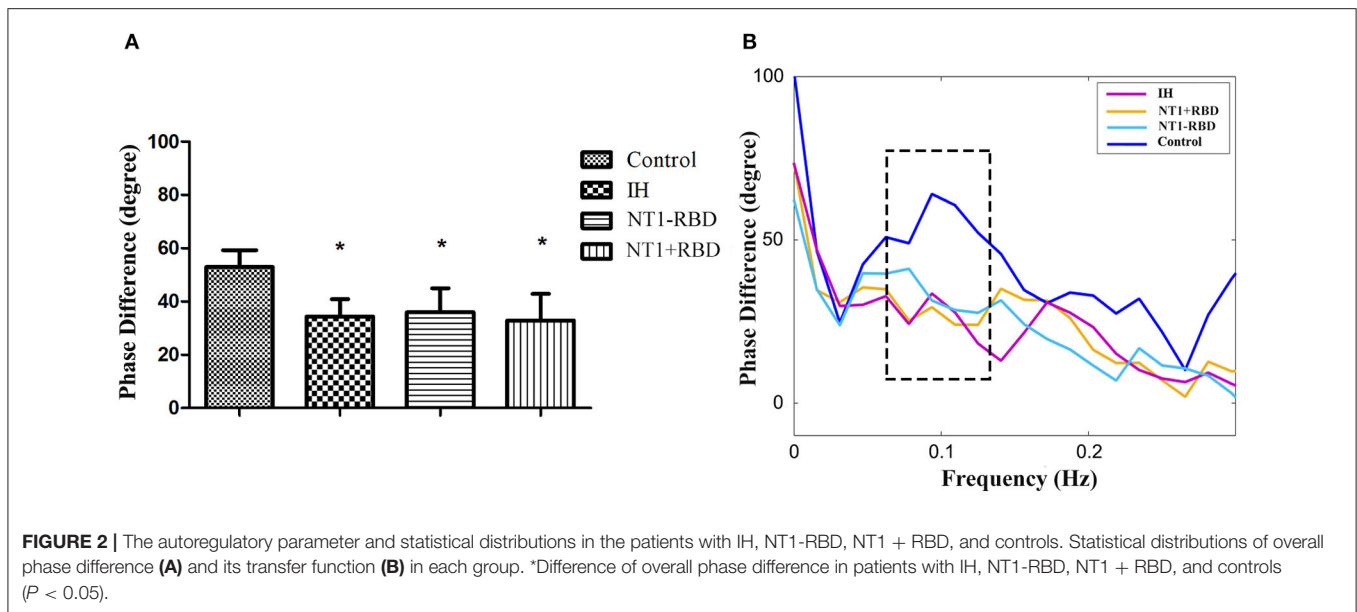 A
Phase Difference (degree)
100
80
60
40
20
0
*
*
*
Control
IH
NT1-RBD
NT1+RBD
B
Phase Difference (degree)
100
50
0
0
0.1
0.2
Frequency (Hz)
IH
NT1+RBD
NT1-RBD
Control
FIGURE 2 | The autoregulatory parameter and statistical distributions in the patients with IH, NT1-RBD, NT1 + RBD, and controls. Statistical distributions of overall
phase difference (A) and its transfer function (B) in each group. *Difference of overall phase difference in patients with IH, NT1-RBD, NT1 + RBD, and controls
(P < 0.05).